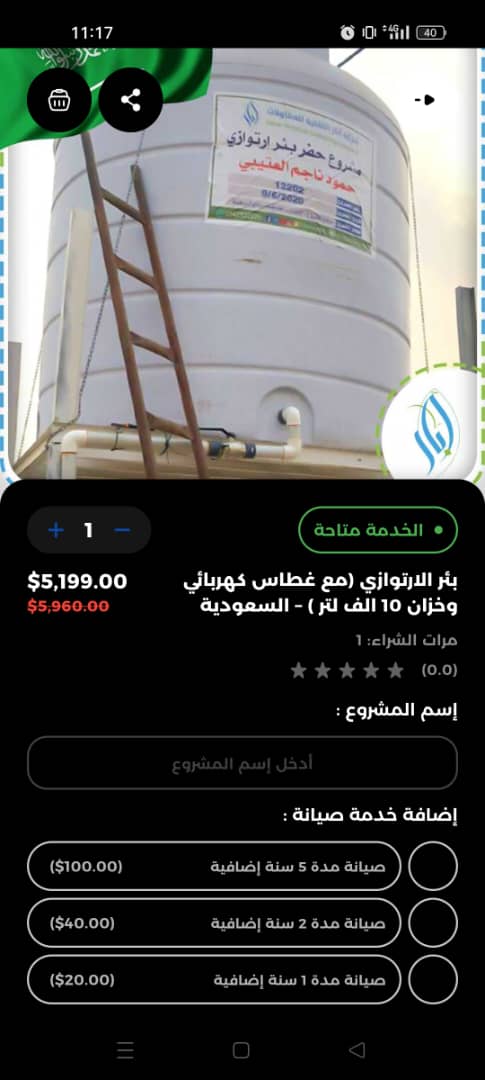 11:17
4G
40
مشروع حفر بئر ارتوازي
حمود ناجم العتيبي
13202
9/6/2020
آبار
الخدمة متاحة
1
بئر الارتوازي (مع غطاس كهربائي
وخزان 10 الف لتر ) - السعودية
$5,199.00
$5,960.00
مرات الشراء: 1
(0.0)
إسم المشروع :
أدخل إسم المشروع
إضافة خدمة صيانة :
صيانة مدة 5 سنة إضافية ($100.00)
صيانة مدة 2 سنة إضافية ($40.00)
صيانة مدة 1 سنة إضافية ($20.00)